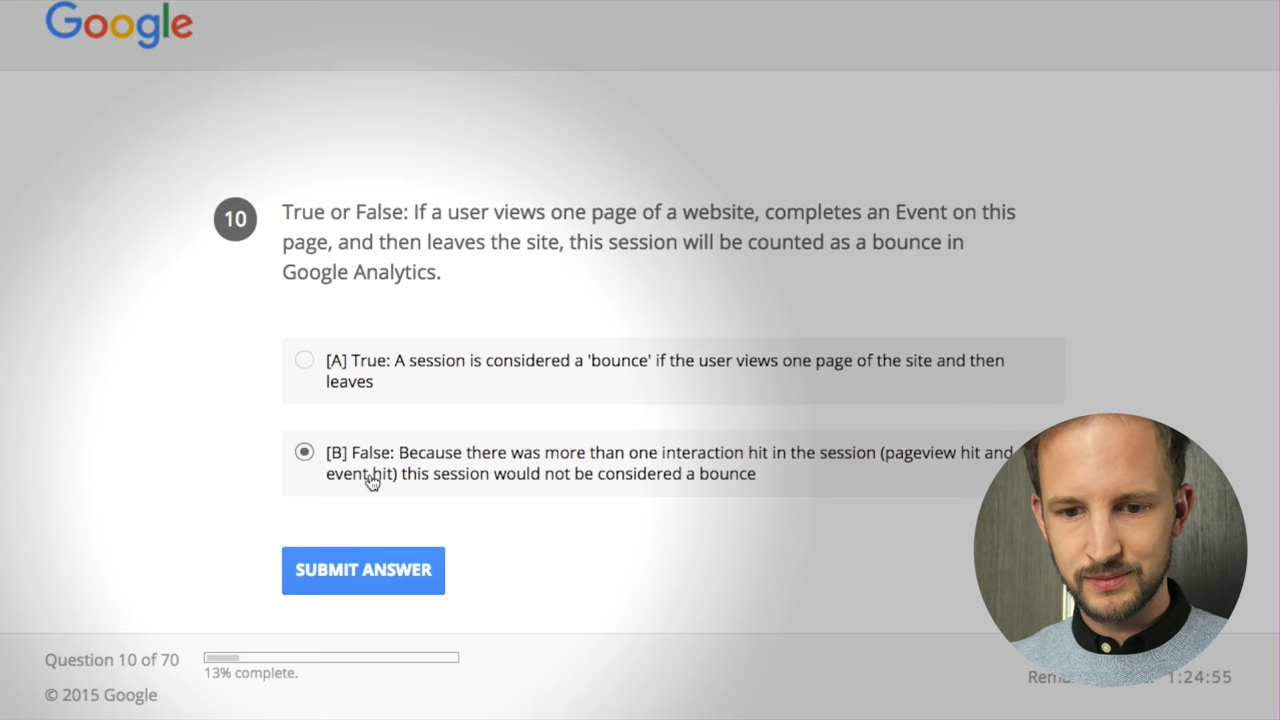 Google
10
True or False: If a user views one page of a website, completes an Event on this
page, and then leaves the site, this session will be counted as a bounce in
Google Analytics.
[A] True: A session is considered a 'bounce' if the user views one page of the site and then
leaves
[B] False: Because there was more than one interaction hit in the session (pageview hit and
event hit) this session would not be considered a bounce
SUBMIT ANSWER
Question 10 of 70
13% complete.
1:24:55
© 2015 Google